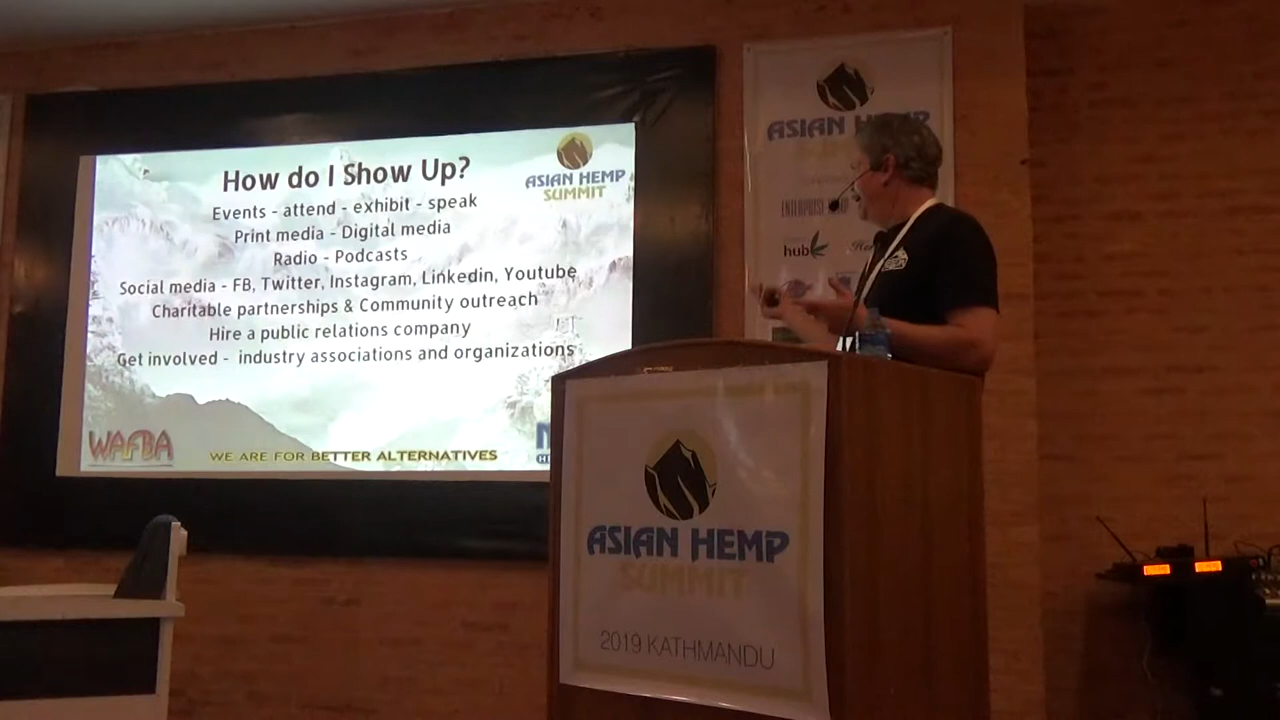 How do I Show Up?
Events - attend - exhibit - speak
Print media - Digital media
Radio - Podcasts
Social media - FB, Twitter, Instagram, Linkedin, Youtube
Charitable partnerships & Community outreach
Hire a public relations company
Get involved - industry associations and organizations
ASIAN HEMP
SUMMIT
WAFBA
WE ARE FOR BETTER ALTERNATIVES
ASIAN HEMP
ENTERPRISE
hub
ASIAN HEMP
SUMMIT
2019 KATHMANDU